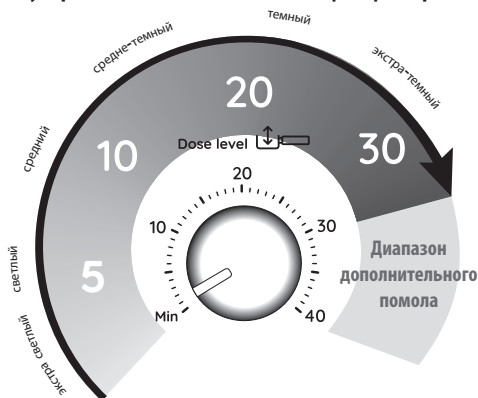 экстра светлый
светлый
средний
средне-темный
темный
экстра-темный
5
10
20
30
Dose level
Min
10
20
30
40
Диапазон
дополнительного
помола